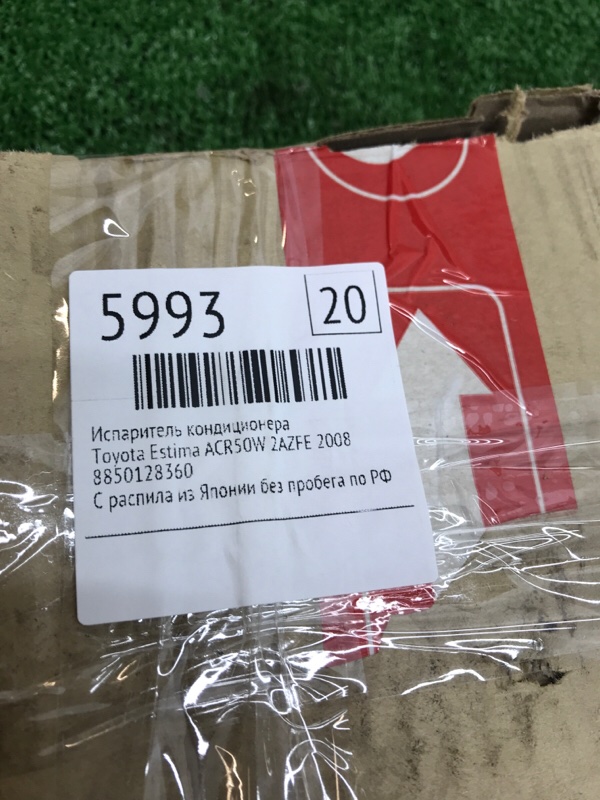 5993 20
Испаритель кондиционера
Toyota Estima ACR50W 2AZFE 2008
8850128360
С распила из Японии без пробега по РФ